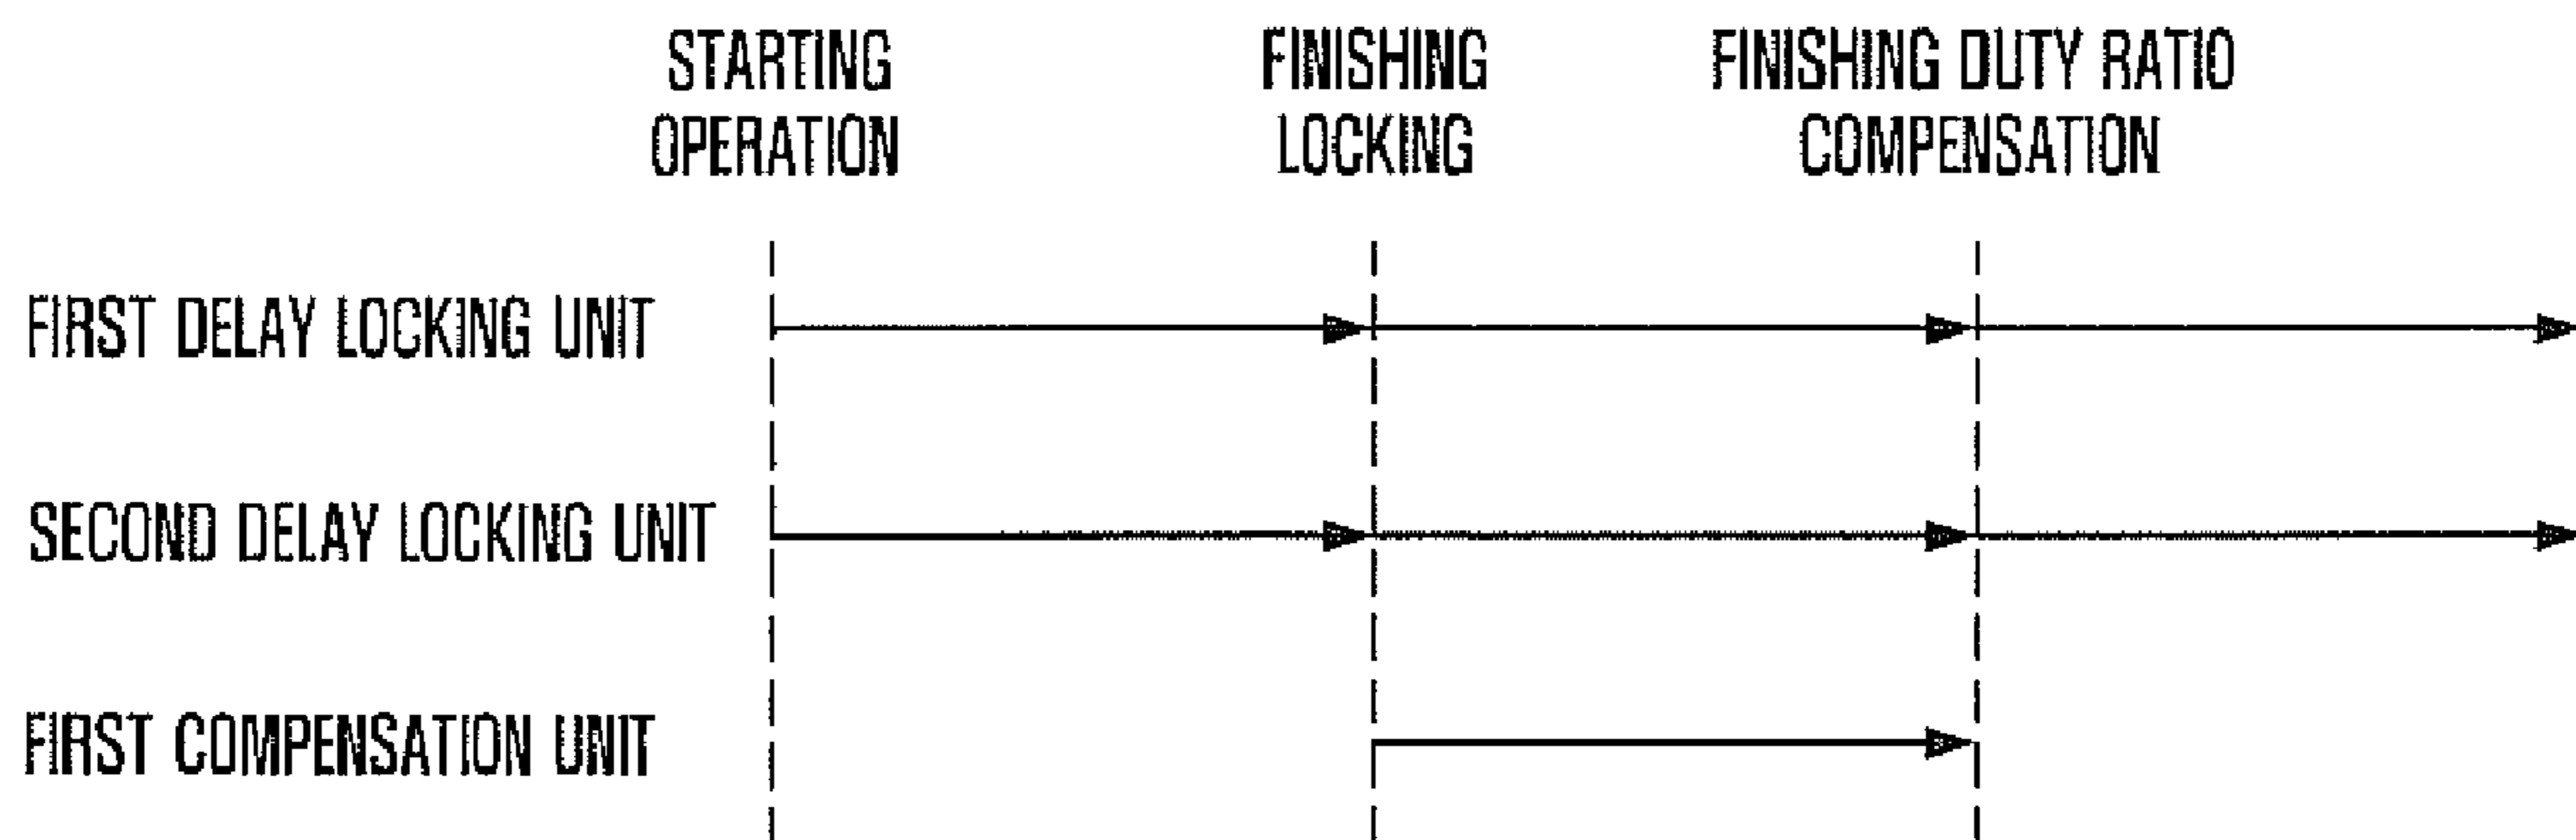 STARTING
OPERATION
FINISHING
LOCKING
FINISHING DUTY RATIO
COMPENSATION
FIRST DELAY LOCKING UNIT
SECOND DELAY LOCKING UNIT
FIRST COMPENSATION UNIT